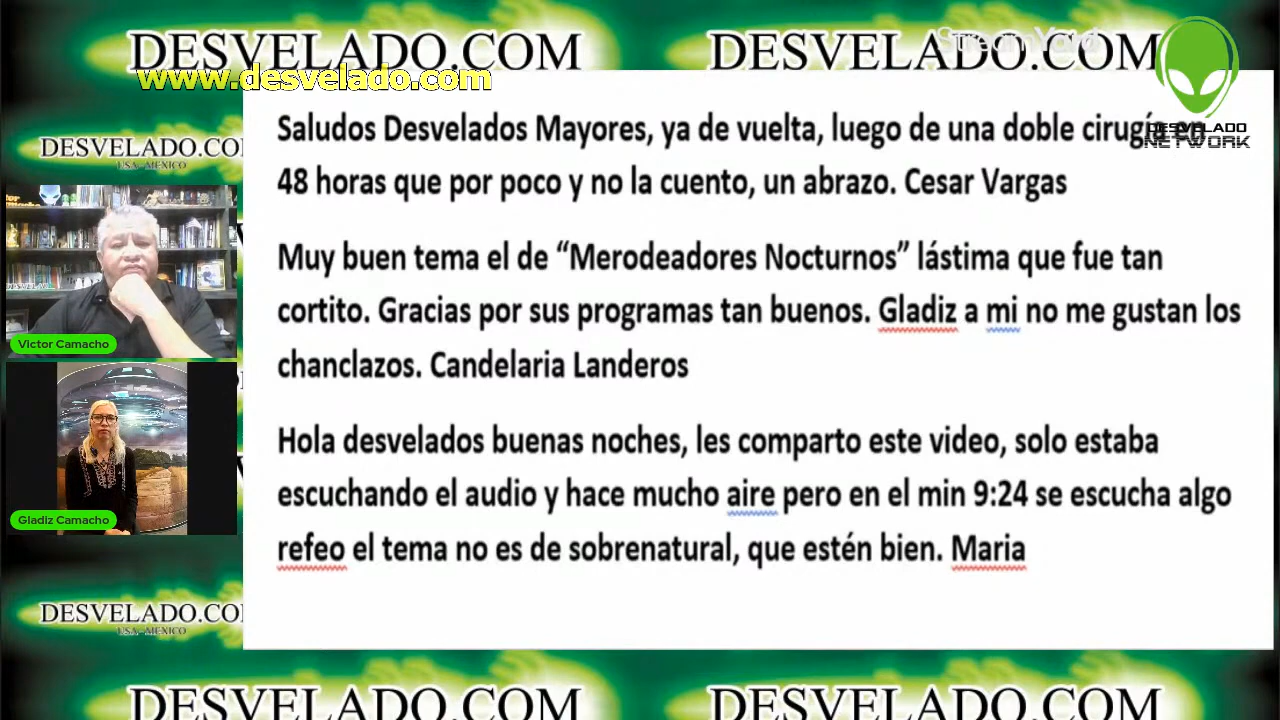 DESVELADO.COM
DESVELADO.COM
StreamYard
www.desvelado.com
DESVELADO
NETWORK
DESVELADO.CO
USA-MEXICO
Saludos Desvelados Mayores, ya de vuelta, luego de una doble cirugía en
48 horas que por poco y no la cuento, un abrazo. Cesar Vargas
Muy buen tema el de “Merodeadores Nocturnos” lástima que fue tan
cortito. Gracias por sus programas tan buenos. Gladiz a mi no me gustan los
chanclazos. Candelaria Landeros
Hola desvelados buenas noches, les comparto este video, solo estaba
escuchando el audio y hace mucho aire pero en el min 9:24 se escucha algo
refeo el tema no es de sobrenatural, que estén bien. Maria
Victor Camacho
Gladiz Camacho
DESVELADO.CO
USA-MEXICO
DESVELADO.COM
DESVELADO.COM